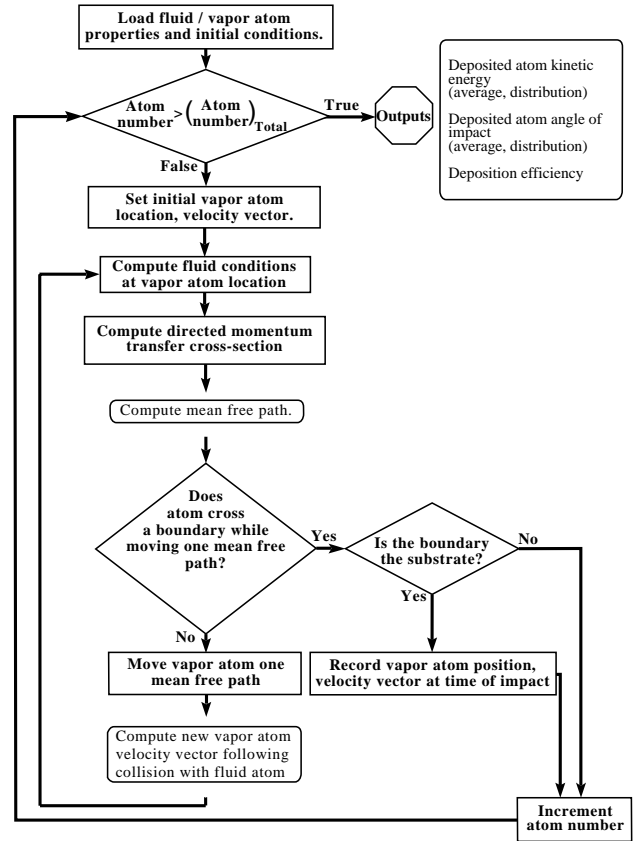 Load fluid / vapor atom
properties and initial conditions.
Atom
number > (Atom
number) Total
True
Outputs
Deposited atom kinetic
energy
(average, distribution)
Deposited atom angle of
impact
(average, distribution)
Deposition efficiency
False
Set initial vapor atom
location, velocity vector.
Compute fluid conditions
at vapor atom location
Compute directed momentum
transfer cross-section
Compute mean free path.
Does
atom cross
a boundary while
moving one mean free
path?
Yes
Is the boundary
the substrate?
No
Yes
No
Move vapor atom one
mean free path
Record vapor atom position,
velocity vector at time of impact
Compute new vapor atom
velocity vector following
collision with fluid atom
Increment
atom number